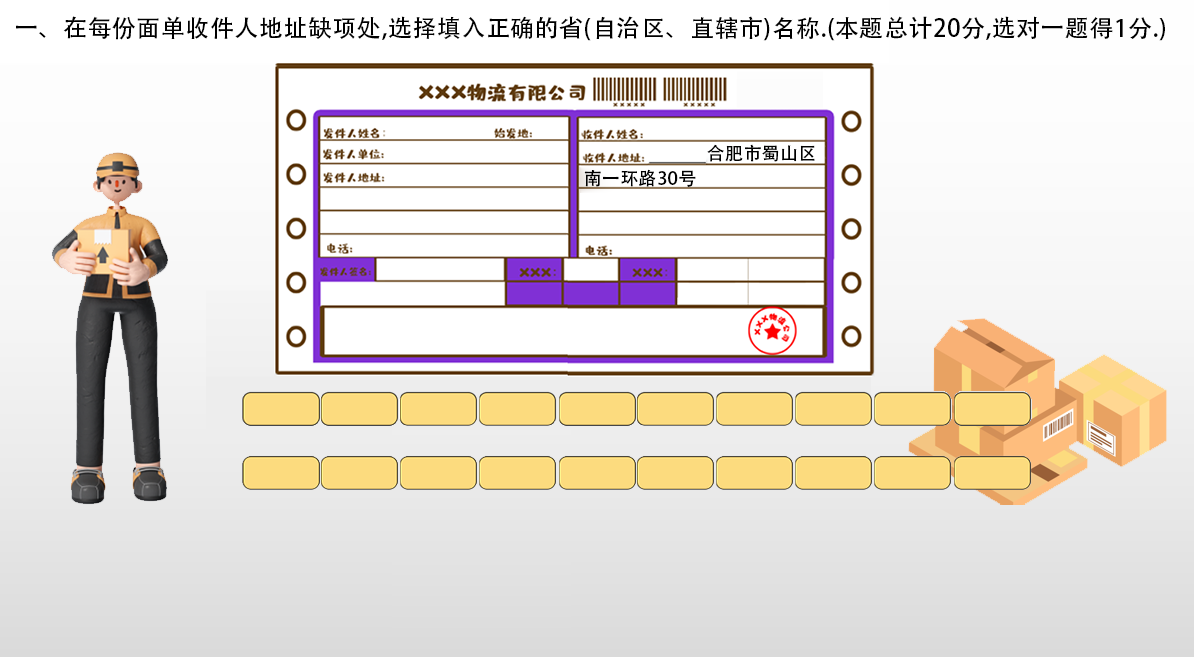 一、在每份面单收件人地址缺项处,选择填入正确的省(自治区、直辖市)名称.(本题总计20分,选对一题得1分.)
XXX物流有限公司
×××××
×××××
发件人姓名: 始发地:
收件人姓名:
发件人单位:
收件人地址: ______合肥市蜀山区
发件人地址:
南一环路30号
电话:
电话:
发件人签名:
XXX:
XXX:
XXX物流公司